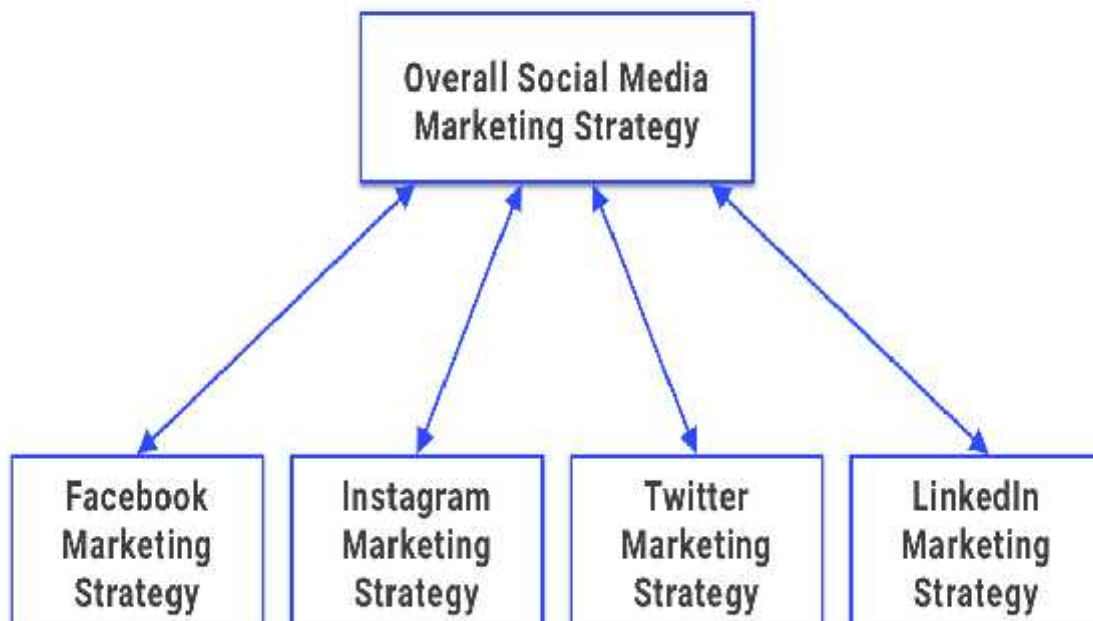 Overall Social Media
Marketing Strategy
Facebook
Marketing
Strategy
Instagram
Marketing
Strategy
Twitter
Marketing
Strategy
LinkedIn
Marketing
Strategy